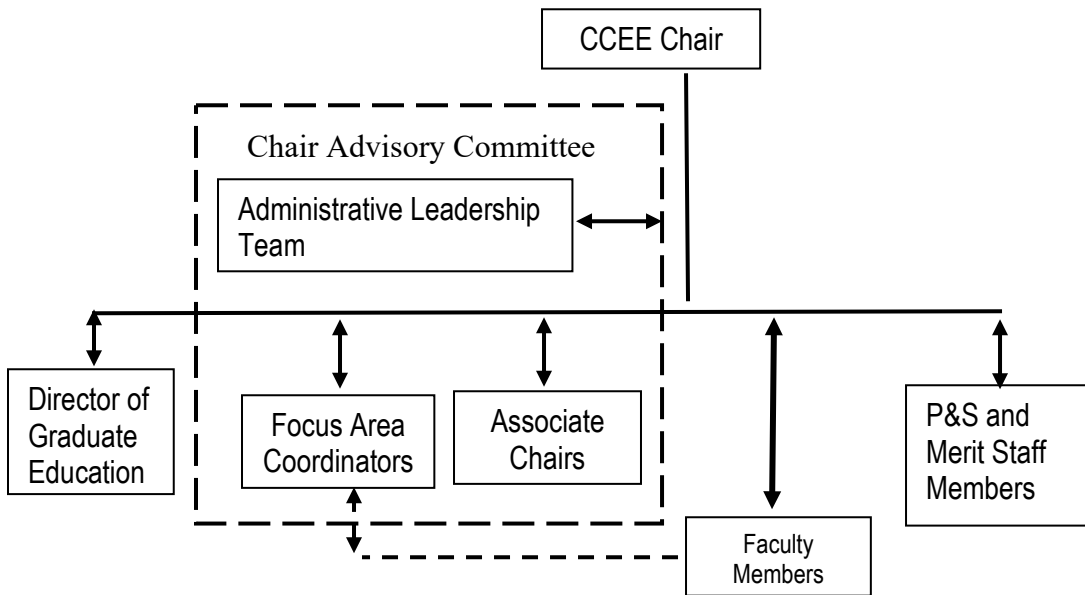 CCEE Chair
Chair Advisory Committee
Administrative Leadership
Team
Director of
Graduate
Education
Focus Area
Coordinators
Associate
Chairs
P&S and
Merit Staff
Members
Faculty
Members